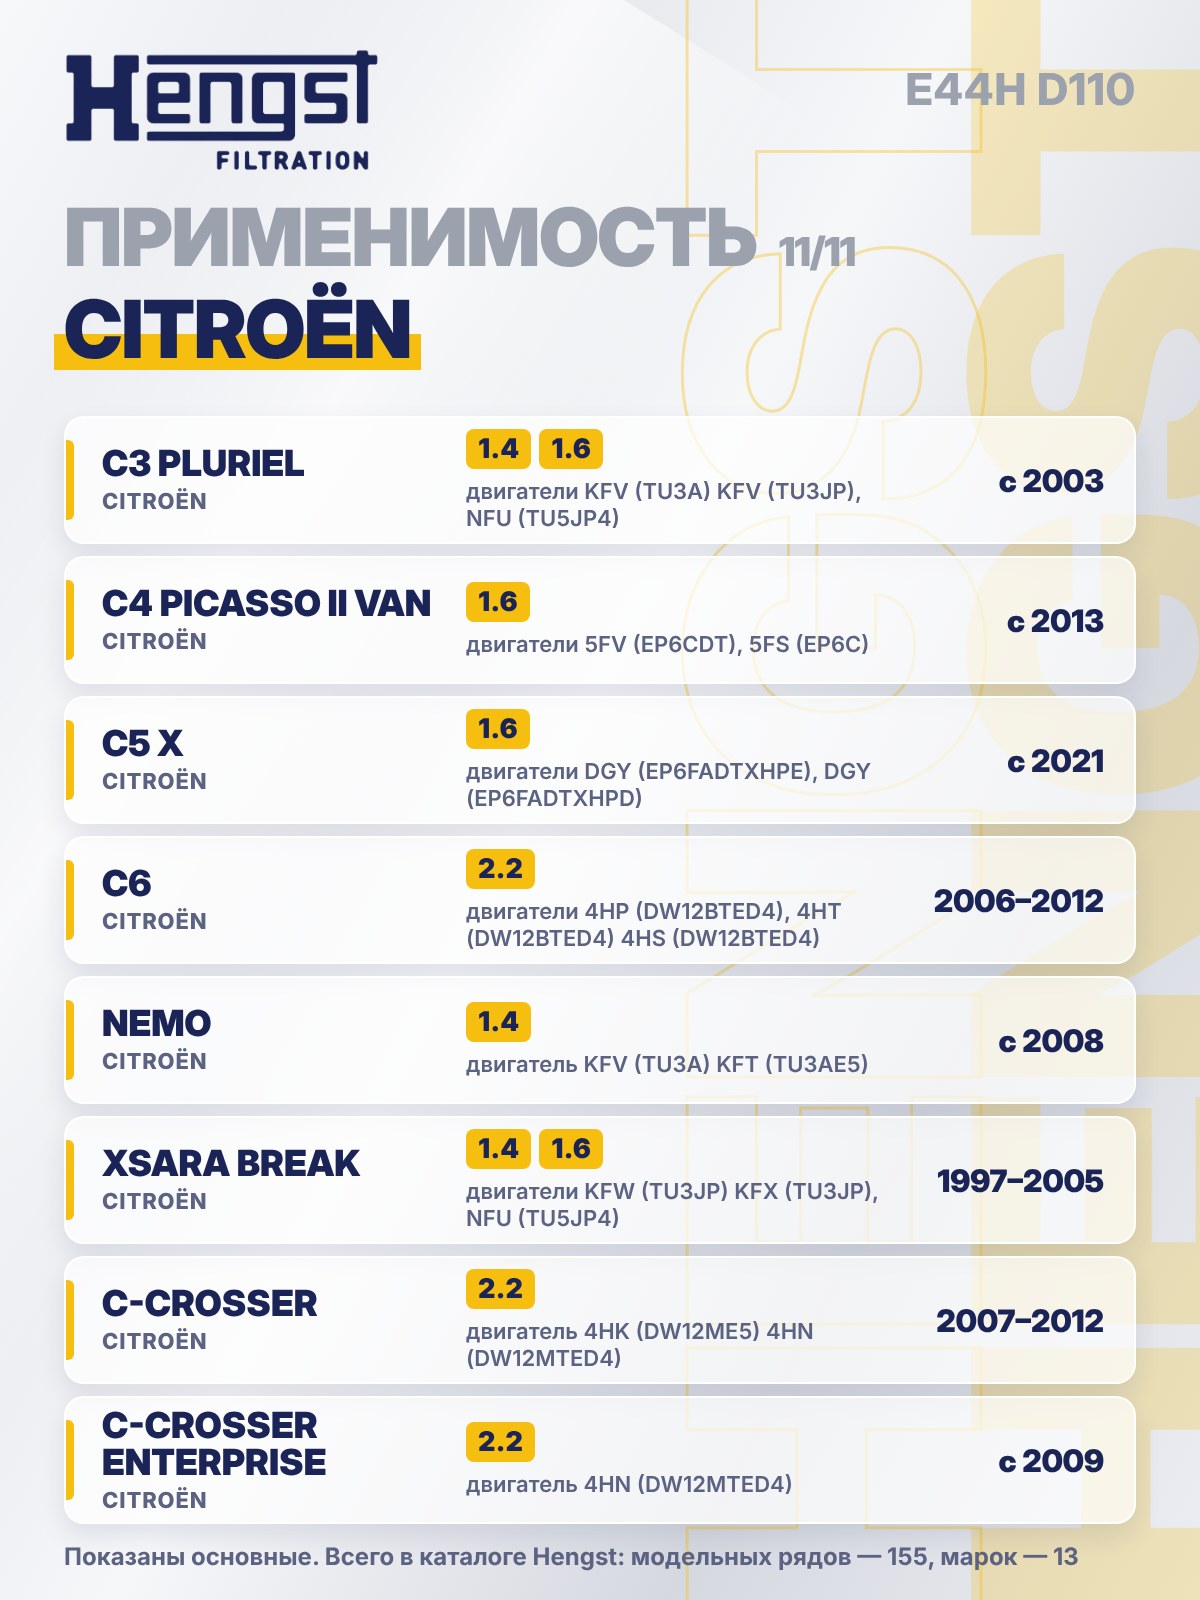 Hengst
FILTRATION
E44H D110
ПРИМЕНИМОСТЬ 11/11
CITROËN
C3 PLURIEL
CITROËN
1.4 1.6
двигатели KFV (TU3A) KFV (TU3JP),
NFU (TU5JP4)
с 2003
C4 PICASSO II VAN
CITROËN
1.6
двигатели 5FV (EP6CDT), 5FS (EP6C)
с 2013
C5 X
CITROËN
1.6
двигатели DGY (EP6FADTXHPE), DGY
(EP6FADTXHPD)
с 2021
C6
CITROËN
2.2
двигатели 4HP (DW12BTED4), 4HT
(DW12BTED4) 4HS (DW12BTED4)
2006–2012
NEMO
CITROËN
1.4
двигатель KFV (TU3A) KFT (TU3AE5)
с 2008
XSARA BREAK
CITROËN
1.4 1.6
двигатели KFW (TU3JP) KFX (TU3JP),
NFU (TU5JP4)
1997–2005
C-CROSSER
CITROËN
2.2
двигатель 4HK (DW12ME5) 4HN
(DW12MTED4)
2007–2012
C-CROSSER
ENTERPRISE
CITROËN
2.2
двигатель 4HN (DW12MTED4)
с 2009
Показаны основные. Всего в каталоге Hengst: модельных рядов — 155, марок — 13
HENGST
HENGST